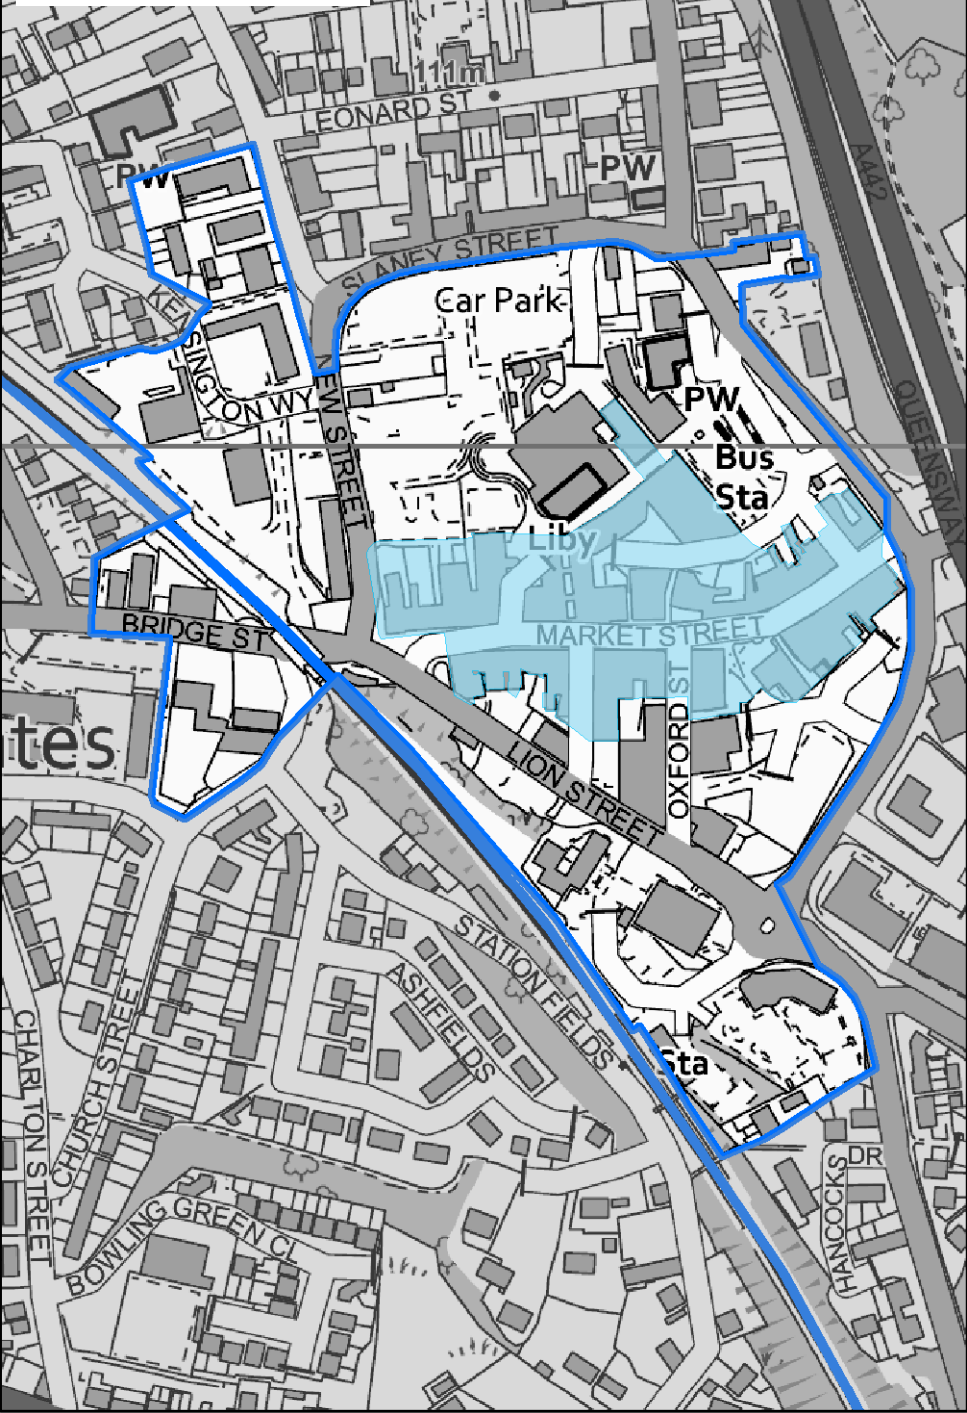 111m
LEONARD ST
PW
PW
A442
SLANEY STREET
Car Park
KENSINGTON WY
NEW STREET
QUEENSWAY
PW
Bus
Sta
Liby
BRIDGE ST
MARKET STREET
OXFORD ST
tes
LION STREET
STATION FIELDS
ASHFIELDS
Sta
CHARLTON STREET
CHURCH STREET
HANCOCKS
DR
BOWLING GREEN CL